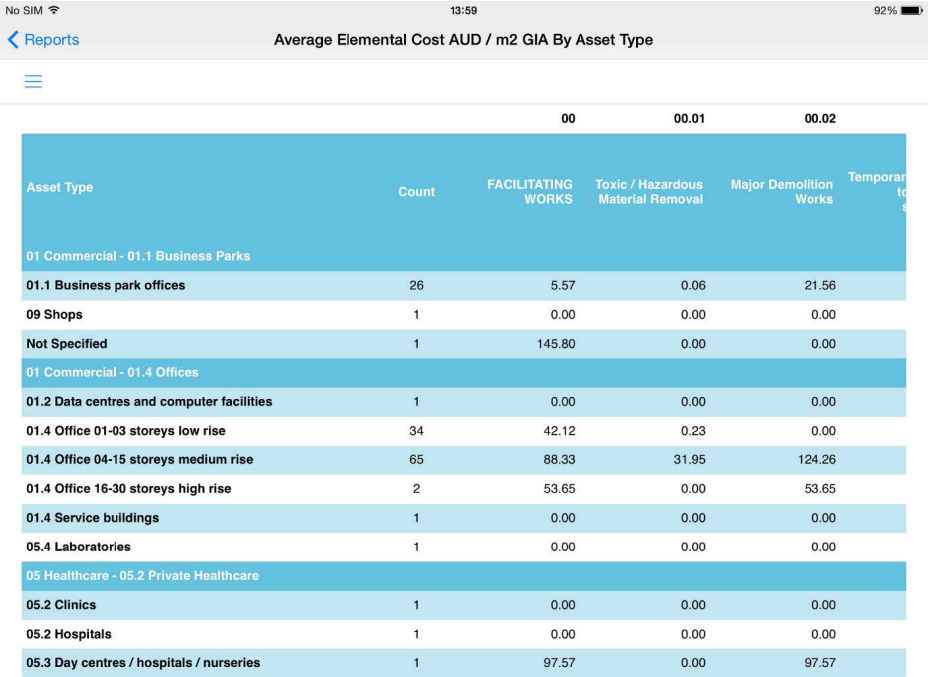 No SIM 13:59 92%
Reports Average Elemental Cost AUD / m2 GIA By Asset Type
00 00.01 00.02
Asset Type Count FACILITATING WORKS Toxic / Hazardous Material Removal Major Demolition Works
01 Commercial - 01.1 Business Parks
01.1 Business park offices 26 5.57 0.06 21.56
09 Shops 1 0.00 0.00 0.00
Not Specified 1 145.80 0.00 0.00
01 Commercial - 01.4 Offices
01.2 Data centres and computer facilities 1 0.00 0.00 0.00
01.4 Office 01-03 storeys low rise 34 42.12 0.23 0.00
01.4 Office 04-15 storeys medium rise 65 88.33 31.95 124.26
01.4 Office 16-30 storeys high rise 2 53.65 0.00 53.65
01.4 Service buildings 1 0.00 0.00 0.00
05.4 Laboratories 1 0.00 0.00 0.00
05 Healthcare - 05.2 Private Healthcare
05.2 Clinics 1 0.00 0.00 0.00
05.2 Hospitals 1 0.00 0.00 0.00
05.3 Day centres / hospitals / nurseries 1 97.57 0.00 97.57